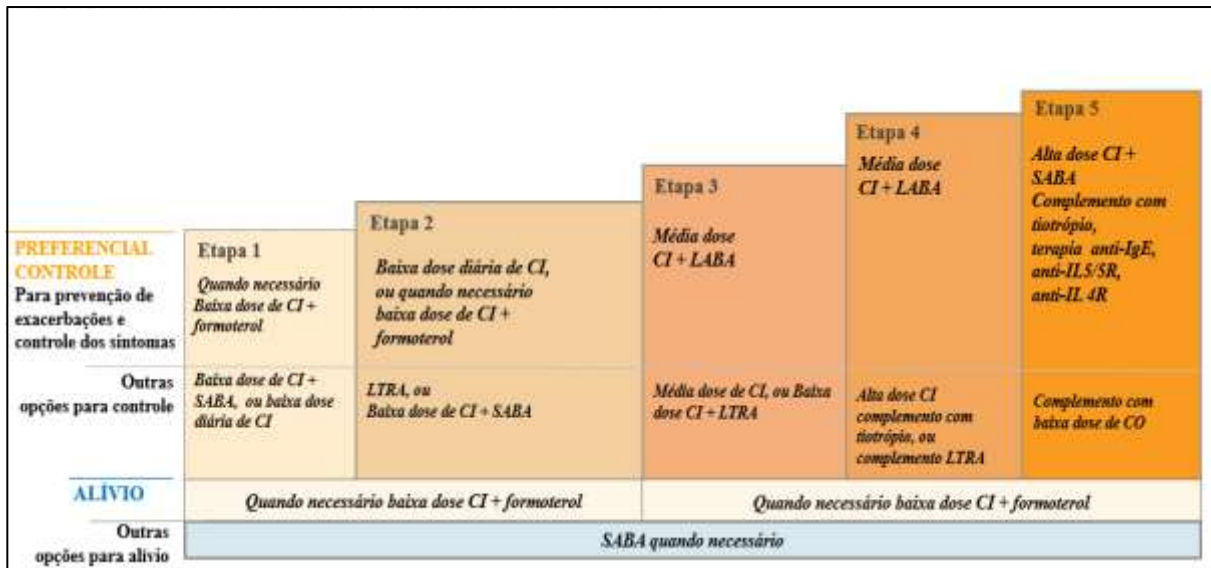 PREFERENCIAL
CONTROLE
Para prevenção de
exacerbações e
controle dos sintomas
Etapa 1
Quando necessário
Baixa dose de CI +
formoterol
Etapa 2
Baixa dose diária de CI,
ou quando necessário
baixa dose de CI +
formoterol
Etapa 3
Média dose
CI + LABA
Etapa 4
Média dose
CI + LABA
Etapa 5
Alta dose CI +
SABA
Complemento com
tiotrópio,
terapia anti-IgE,
anti-IL5/5R,
anti-IL 4R
Outras
opções para controle
Baixa dose de CI +
SABA, ou baixa dose
diária de CI
LTRA, ou
Baixa dose de CI + SABA
Média dose de CI, ou Baixa
dose CI + LTRA
Alta dose CI
complemento com
tiotrópio, ou
complemento LTRA
Complemento com
baixa dose de CO
ALÍVIO
Quando necessário baixa dose CI + formoterol
Quando necessário baixa dose CI + formoterol
Outras
opções para alívio
SABA quando necessário